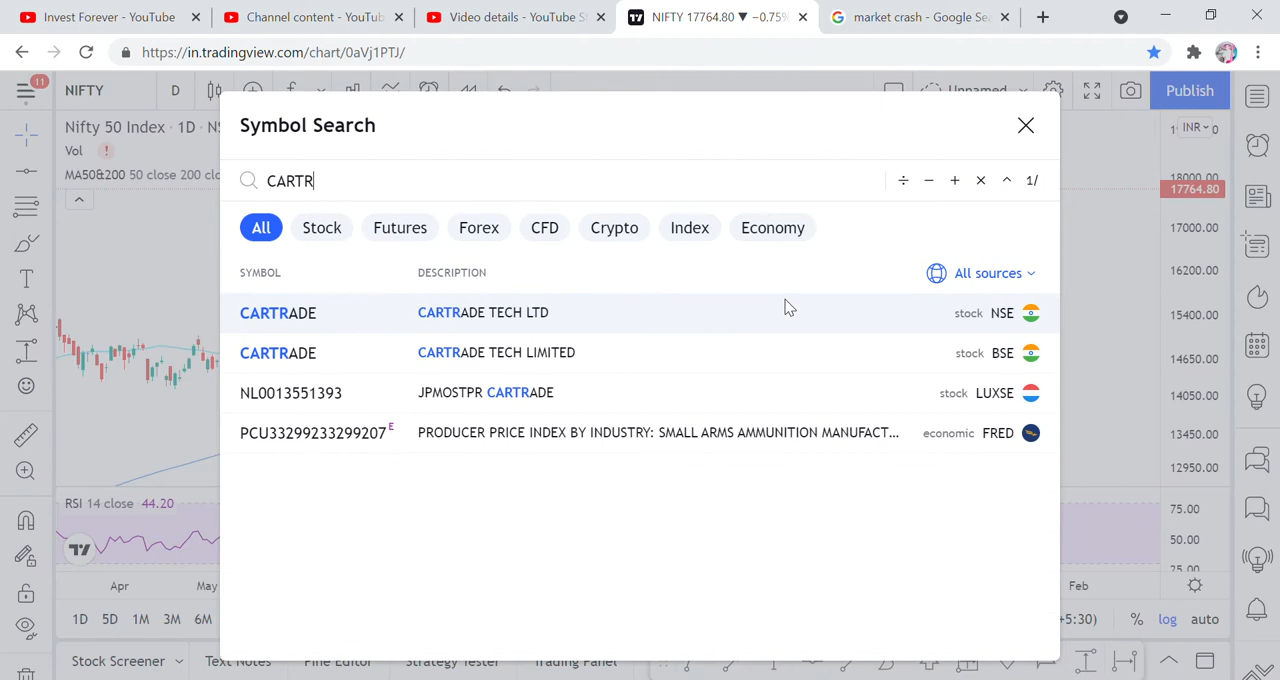 Invest Forever - YouTube
Channel content - YouTub
Video details - YouTube S
NIFTY 17764.80 ▼ −0.75%
market crash - Google Se
https://in.tradingview.com/chart/0aVj1PTJ/
11
NIFTY
D
Unnamed
Publish
Nifty 50 Index · 1D · NS
Vol
MA50&200 50 close 200 clo
Symbol Search
CARTR
÷ − + × ^ 1/
All Stock Futures Forex CFD Crypto Index Economy
SYMBOL DESCRIPTION All sources
CARTRADE CARTRADE TECH LTD stock NSE
CARTRADE CARTRADE TECH LIMITED stock BSE
NL0013551393 JPMOSTPR CARTRADE stock LUXSE
PCU33299233299207 E PRODUCER PRICE INDEX BY INDUSTRY: SMALL ARMS AMMUNITION MANUFACT... economic FRED
INR
18000.00
17764.80
17000.00
16200.00
15400.00
14650.00
14050.00
13450.00
12950.00
RSI 14 close 44.20
75.00
50.00
25.00
Apr May Feb
1D 5D 1M 3M 6M
+5:30) % log auto
Stock Screener Text Notes Pine Editor Strategy Tester Trading Panel